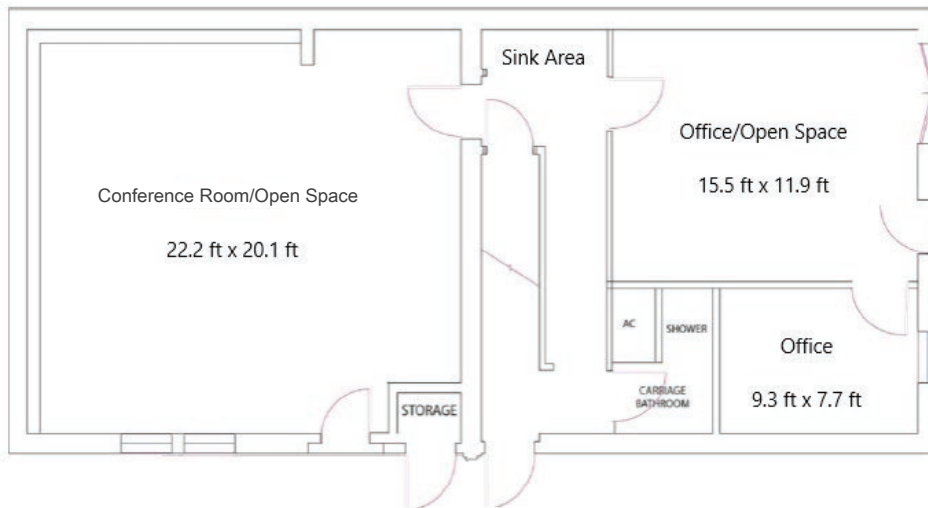 Sink Area
Office/Open Space
15.5 ft x 11.9 ft
Conference Room/Open Space
22.2 ft x 20.1 ft
AC
SHOWER
Office
9.3 ft x 7.7 ft
CARRIAGE
BATHROOM
STORAGE